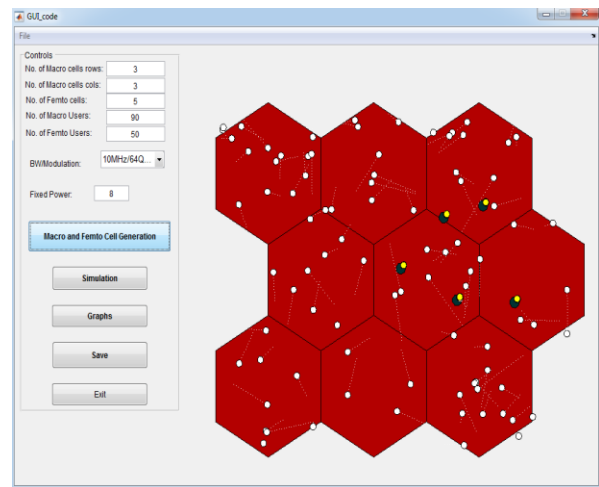 GUI_code
File
Controls
No. of Macro cells rows: 3
No. of Macro cells cols: 3
No. of Femto cells: 5
No. of Macro Users: 90
No. of Femto Users: 50
BW/Modulation: 10MHz/64Q...
Fixed Power: 8
Macro and Femto Cell Generation
Simulation
Graphs
Save
Exit